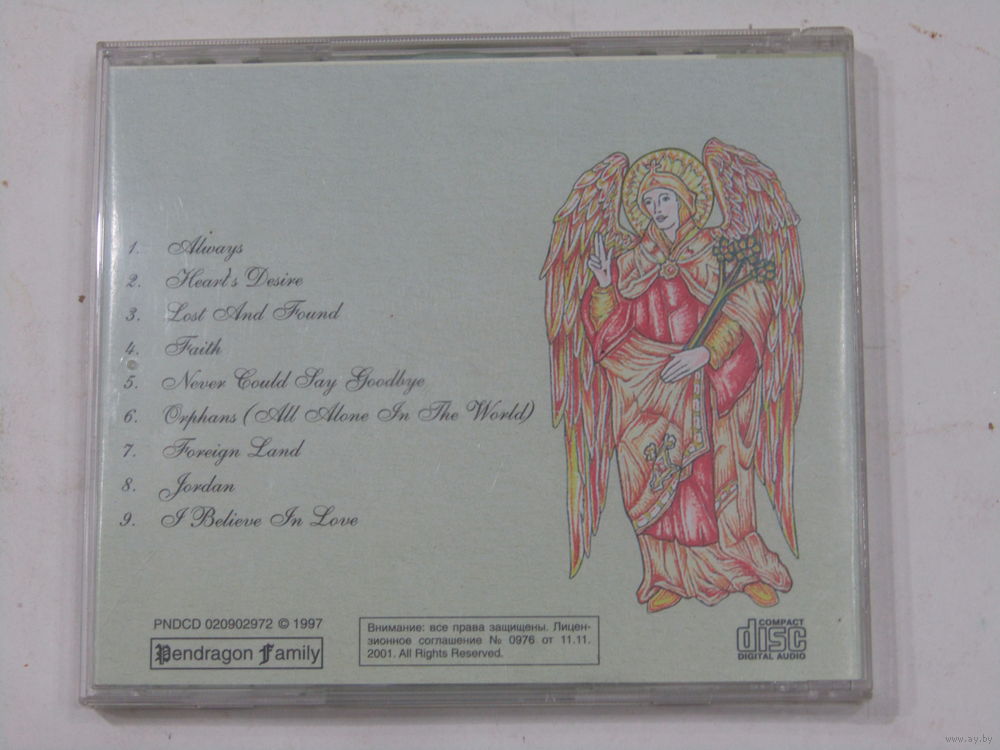 1. Always
2. Heart's Desire
3. Lost And Found
4. Faith
5. Never Could Say Goodbye
6. Orphans (All Alone In The World)
7. Foreign Land
8. Jordan
9. I Believe In Love
PNDCD 020902972 © 1997
Pendragon Family
Внимание: все права защищены. Лицен-
зионное соглашение № 0976 от 11.11.
2001. All Rights Reserved.
COMPACT
disc
DIGITAL AUDIO
www.ay.by